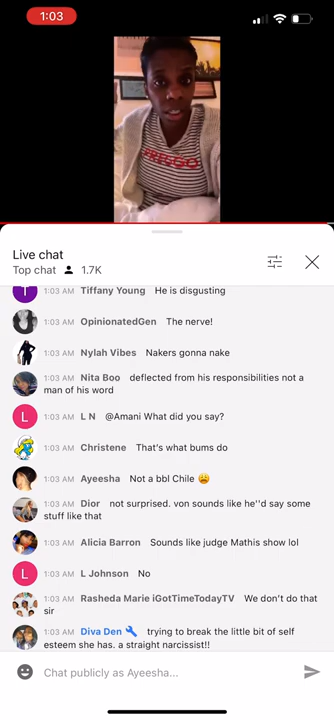 1:03
Live chat
Top chat 1.7K
1:03 AM Tiffany Young He is disgusting
1:03 AM OpinionatedGen The nerve!
1:03 AM Nylah Vibes Nakers gonna nake
1:03 AM Nita Boo deflected from his responsibilities not a
man of his word
L 1:03 AM L N @Amani What did you say?
1:03 AM Christene That's what bums do
1:03 AM Ayeesha Not a bbl Chile 😩
1:03 AM Dior not surprised. von sounds like he''d say some
stuff like that
1:03 AM Alicia Barron Sounds like judge Mathis show lol
L 1:03 AM L Johnson No
1:03 AM Rasheda Marie iGotTimeTodayTV We don't do that
sir
1:03 AM Diva Den 🔧 trying to break the little bit of self
esteem she has. a straight narcissist!!
Chat publicly as Ayeesha...